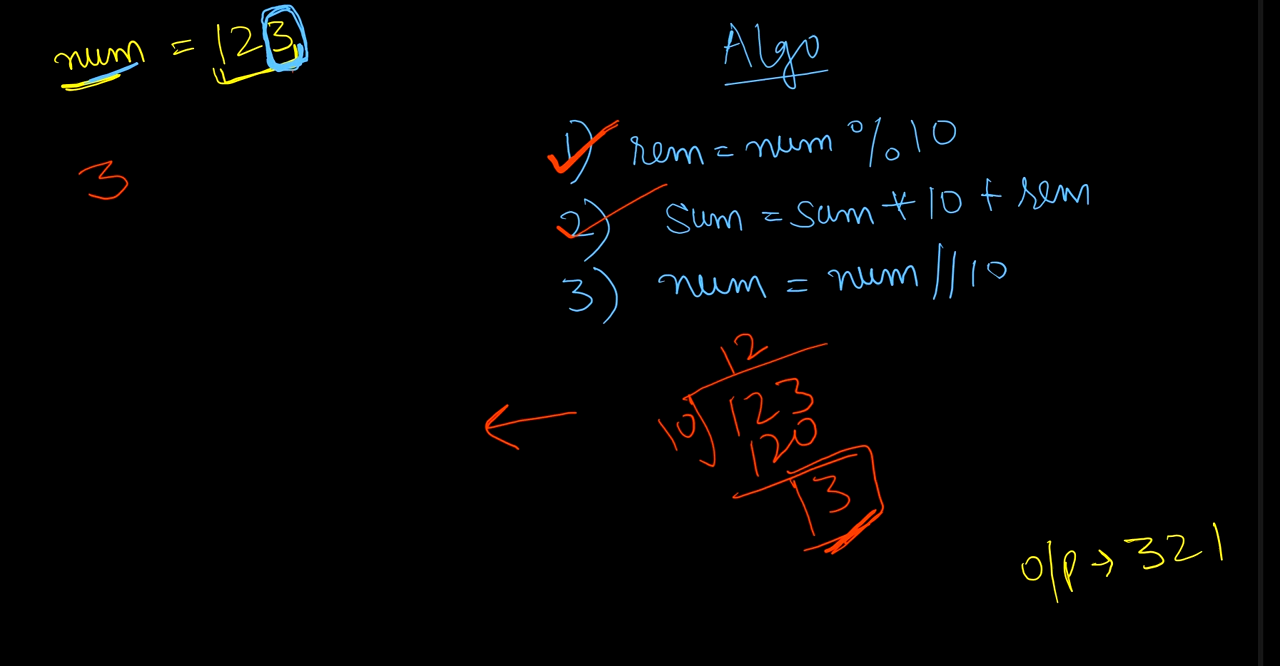 num = 123
Algo
1) rem = num % 10
3
2) sum = sum * 10 + rem
3) num = num // 10
12
10 123
120
3
o/p → 321